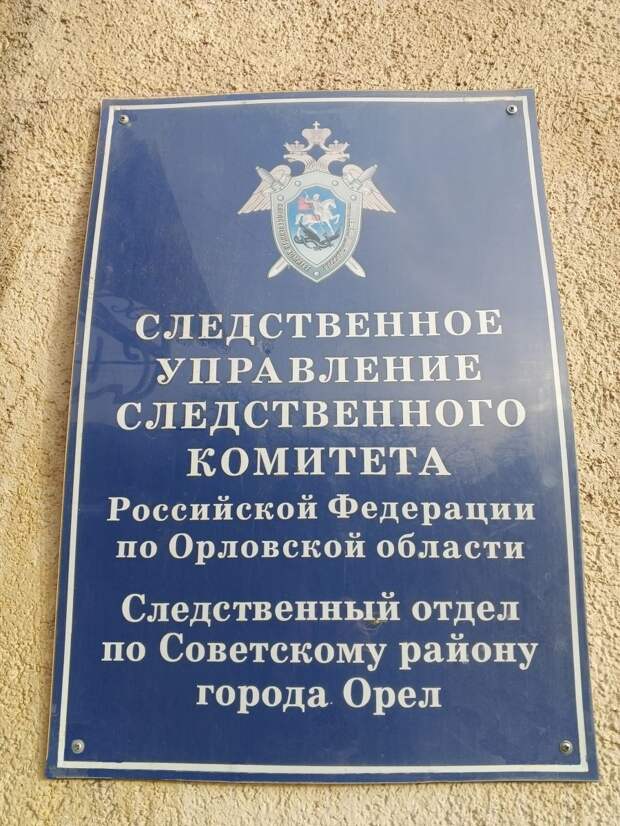 СЛЕДСТВЕННОЕ
УПРАВЛЕНИЕ
СЛЕДСТВЕННОГО
КОМИТЕТА
Российской Федерации
по Орловской области
Следственный отдел
по Советскому району
города Орел